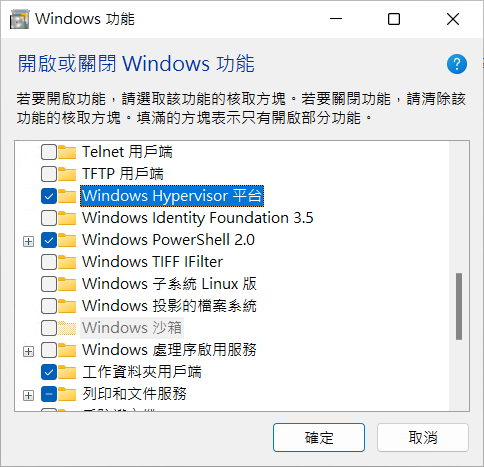 Windows 功能
開啟或關閉 Windows 功能
若要開啟功能，請選取該功能的核取方塊。若要關閉功能，請清除該
功能的核取方塊。填滿的方塊表示只有開啟部分功能。
Telnet 用戶端
TFTP 用戶端
Windows Hypervisor 平台
Windows Identity Foundation 3.5
Windows PowerShell 2.0
Windows TIFF IFilter
Windows 子系統 Linux 版
Windows 投影的檔案系統
Windows 沙箱
Windows 處理序啟用服務
工作資料夾用戶端
列印和文件服務
確定
取消